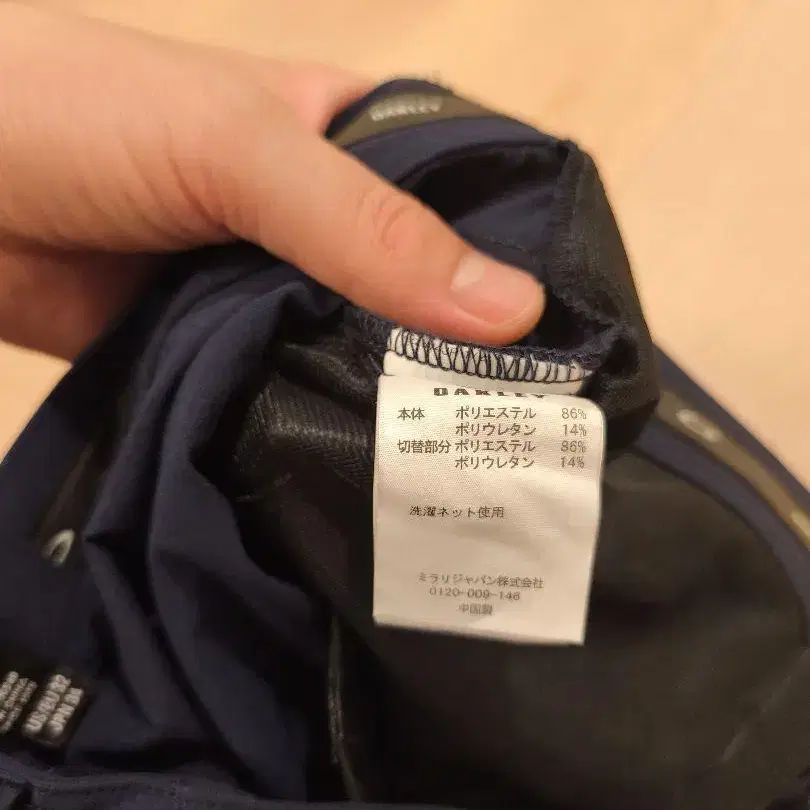 OAKLEY
OAKLEY
本体 ポリエステル 86%
ポリウレタン 14%
切替部分 ポリエステル 86%
ポリウレタン 14%
洗濯ネット使用
ミラリジャパン株式会社
0120-009-146
中国製